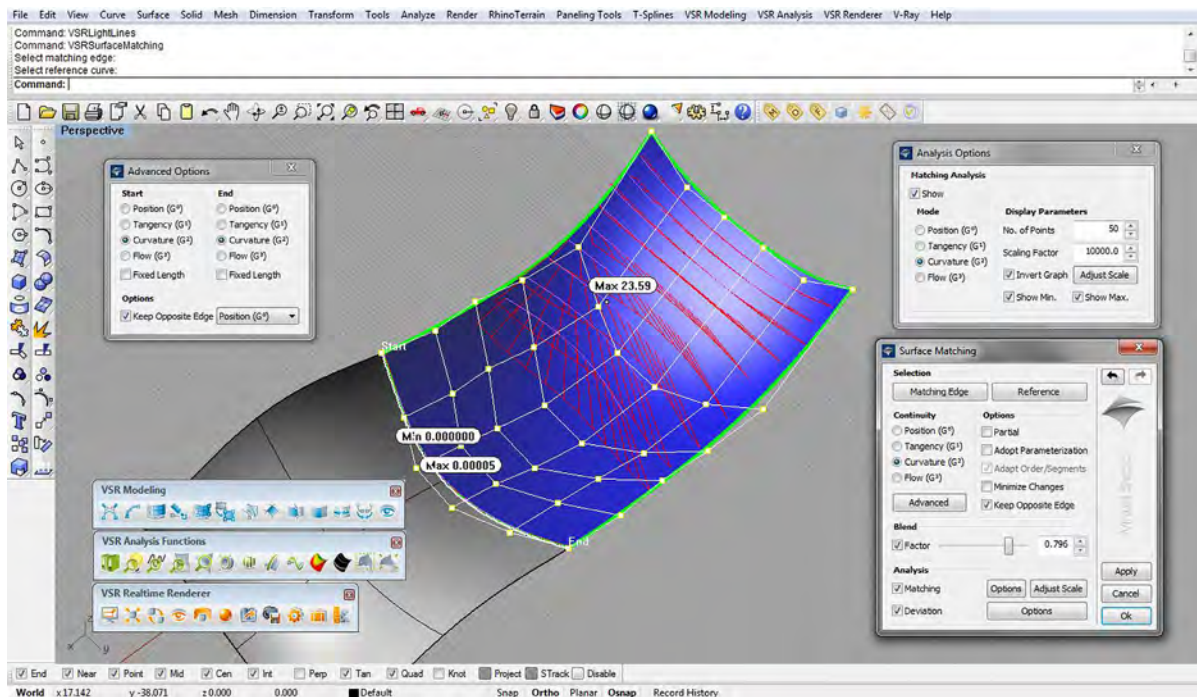 File Edit View Curve Surface Solid Mesh Dimension Transform Tools Analyze Render RhinoTerrain Paneling Tools T-Splines VSR Modeling VSR Analysis VSR Renderer V-Ray Help
Command: VSRLightLines
Command: VSRSurfaceMatching
Select matching edge:
Select reference curve:
Command:
Perspective
Advanced Options
Start End
Position (G⁰) Position (G⁰)
Tangency (G¹) Tangency (G¹)
Curvature (G²) Curvature (G²)
Flow (G³) Flow (G³)
Fixed Length Fixed Length
Options
Keep Opposite Edge Position (G⁰)
Analysis Options
Matching Analysis
Show
Mode Display Parameters
Position (G⁰) No. of Points 50
Tangency (G¹) Scaling Factor 10000.0
Curvature (G²) Invert Graph Adjust Scale
Flow (G³)
Show Min. Show Max.
Max 23.59
Start
Min 0.000000
Max 0.00005
End
Surface Matching
Selection
Matching Edge Reference
Continuity Options
Position (G⁰) Partial
Tangency (G¹) Adopt Parameterization
Curvature (G²) Adapt Order/Segments
Flow (G³) Minimize Changes
Advanced Keep Opposite Edge
Blend
Factor 0.796
Analysis
Matching Options Adjust Scale
Deviation Options
Apply
Cancel
Ok
VSR Modeling
VSR Analysis Functions
VSR Realtime Renderer
z
x y
End Near Point Mid Cen Int Perp Tan Quad Knot Project STrack Disable
World x 17.142 y -38.071 z 0.000 0.000 Default Snap Ortho Planar Osnap Record History